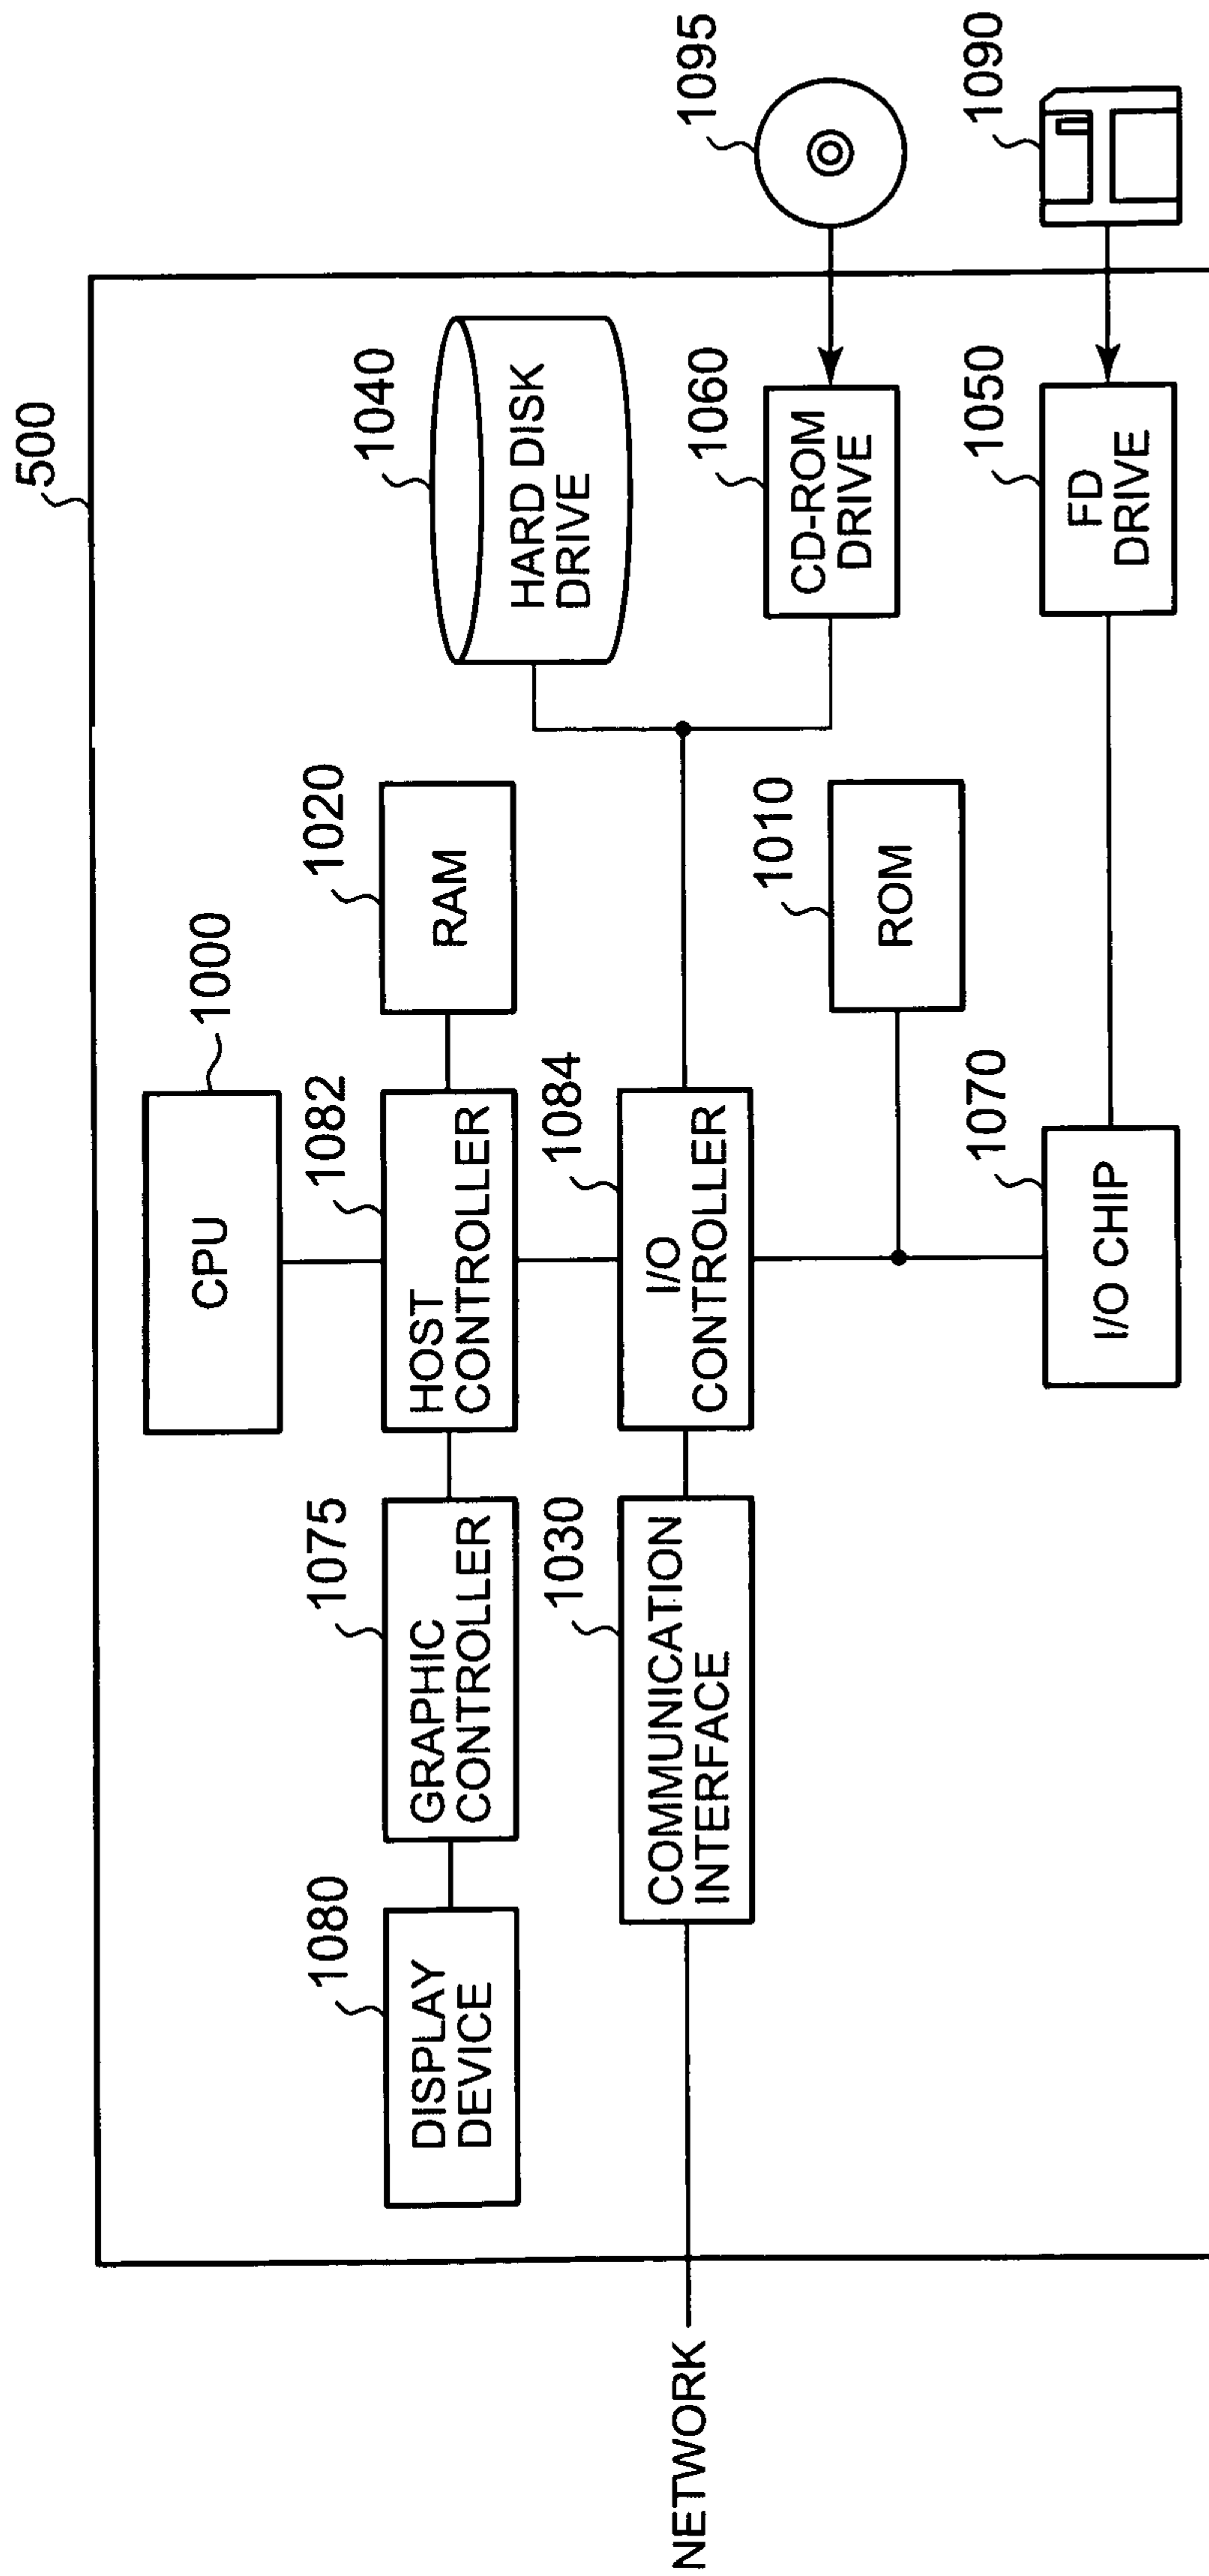 500
CPU
1000
DISPLAY
DEVICE
1080
GRAPHIC
CONTROLLER
1075
HOST
CONTROLLER
1082
RAM
1020
HARD DISK
DRIVE
1040
NETWORK
COMMUNICATION
INTERFACE
1030
I/O
CONTROLLER
1084
CD-ROM
DRIVE
1060
1095
ROM
1010
I/O CHIP
1070
FD
DRIVE
1050
1090